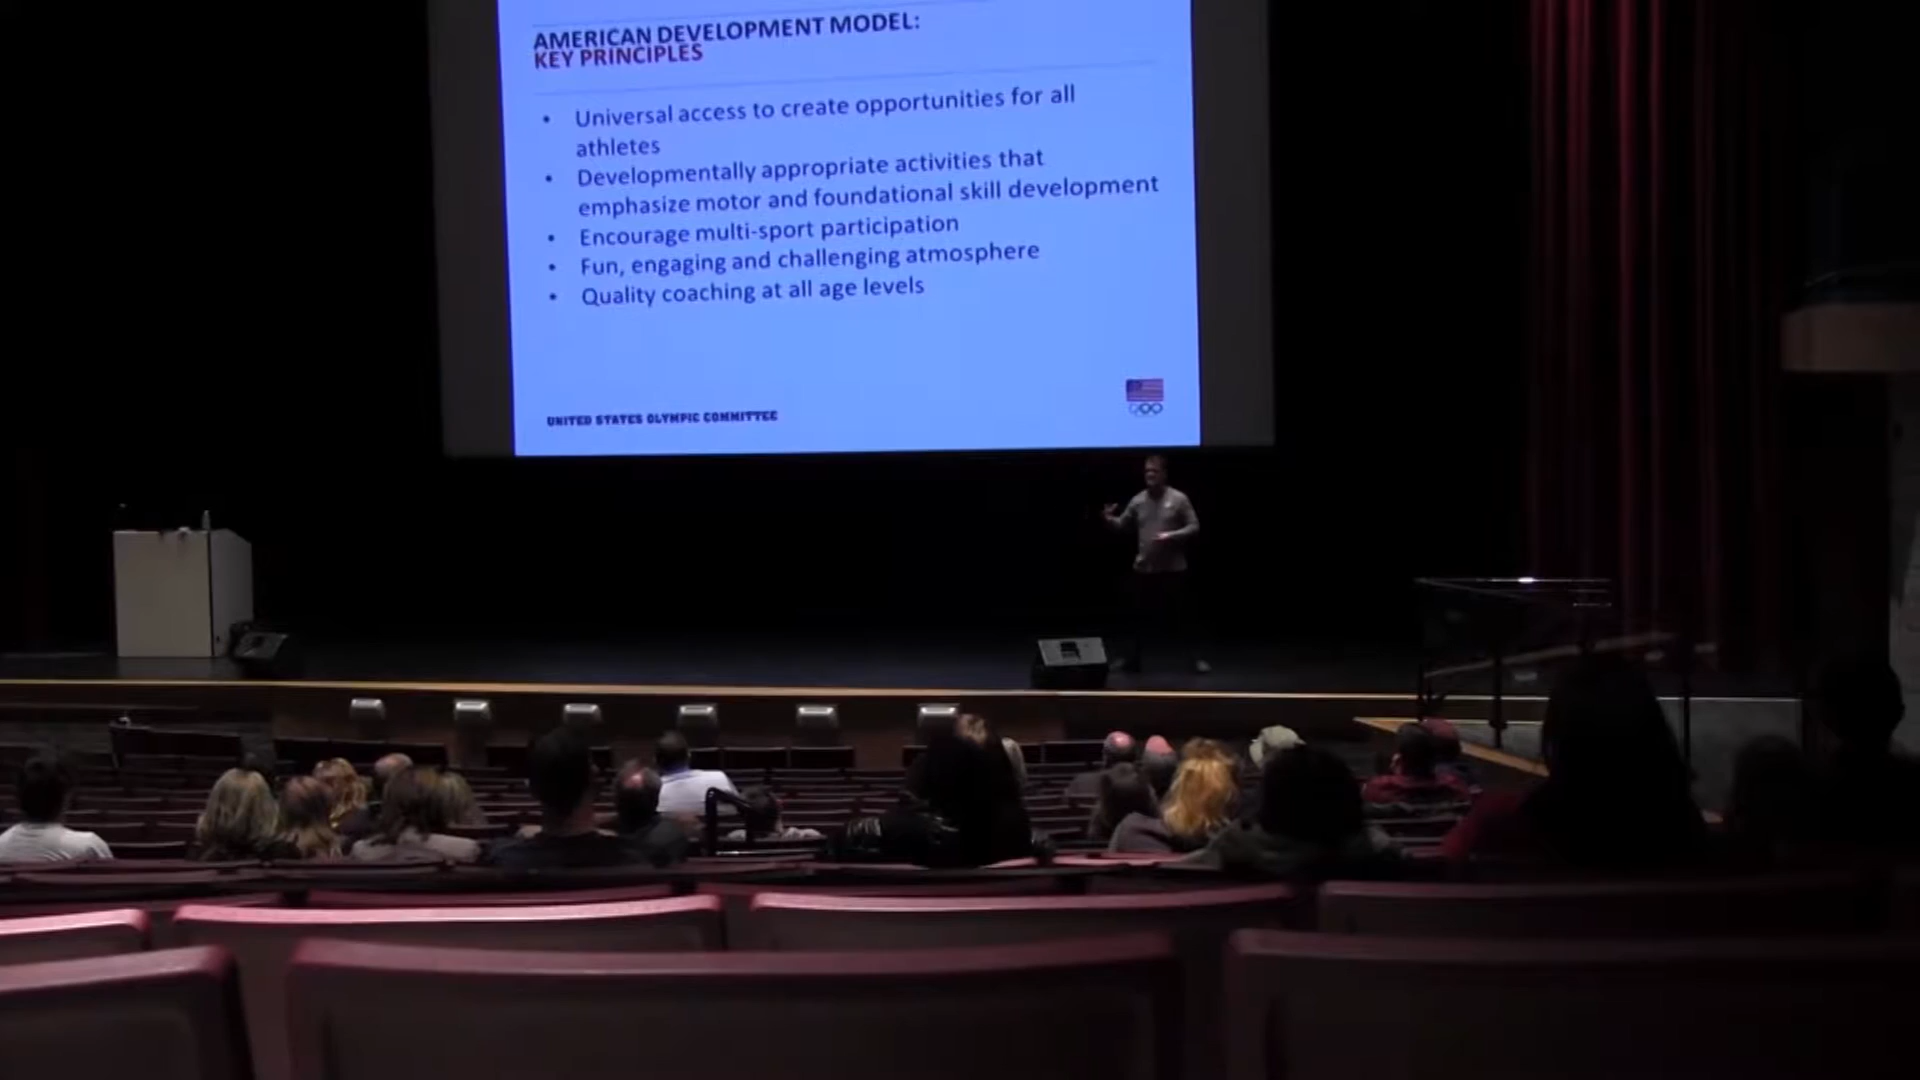 AMERICAN DEVELOPMENT MODEL:
KEY PRINCIPLES
• Universal access to create opportunities for all
athletes
• Developmentally appropriate activities that
emphasize motor and foundational skill development
• Encourage multi-sport participation
• Fun, engaging and challenging atmosphere
• Quality coaching at all age levels
UNITED STATES OLYMPIC COMMITTEE